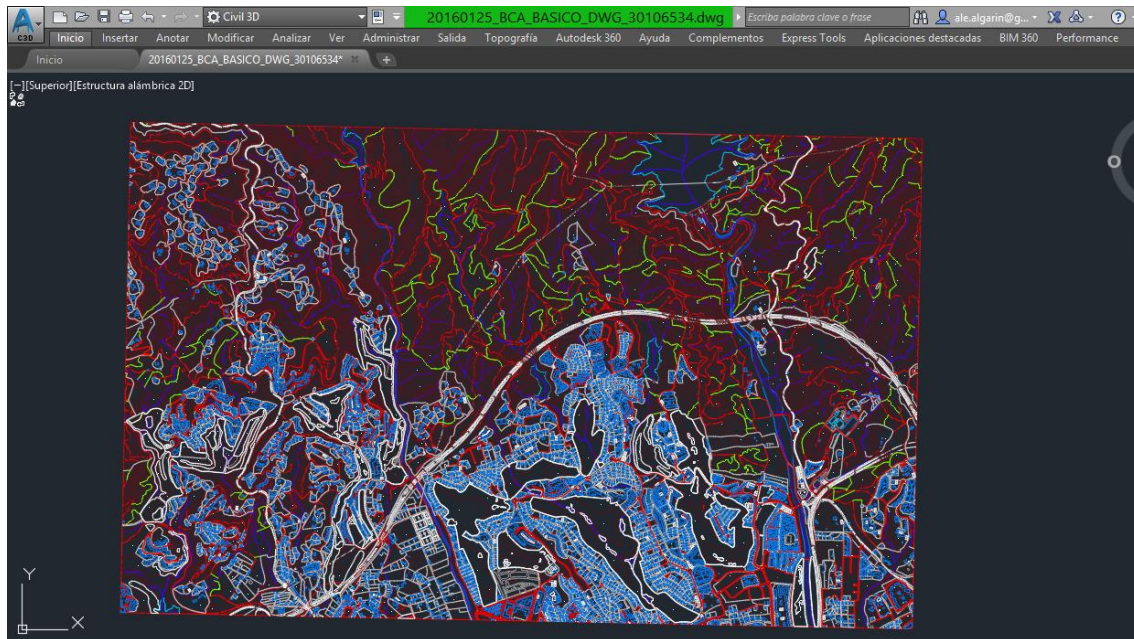 Civil 3D
20160125_BCA_BASICO_DWG_30106534.dwg
Escriba palabra clave o frase
ale.algarin@g...
C3D
Inicio Insertar Anotar Modificar Analizar Ver Administrar Salida Topografía Autodesk 360 Ayuda Complementos Express Tools Aplicaciones destacadas BIM 360 Performance
Inicio 20160125_BCA_BASICO_DWG_30106534*
[−][Superior][Estructura alámbrica 2D]
Y
X